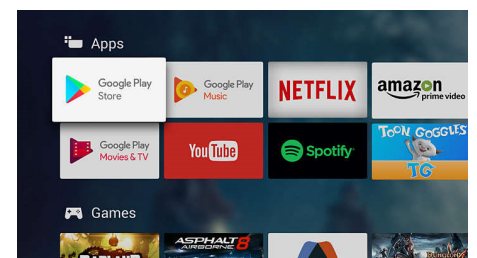 Apps
Google Play
Store
Google Play
Music
NETFLIX
amazon
prime video
Google Play
Movies & TV
YouTube
Spotify
TOON GOGGLES
TG
Games
BADLAND
ASPHALT 8
AIRBORNE